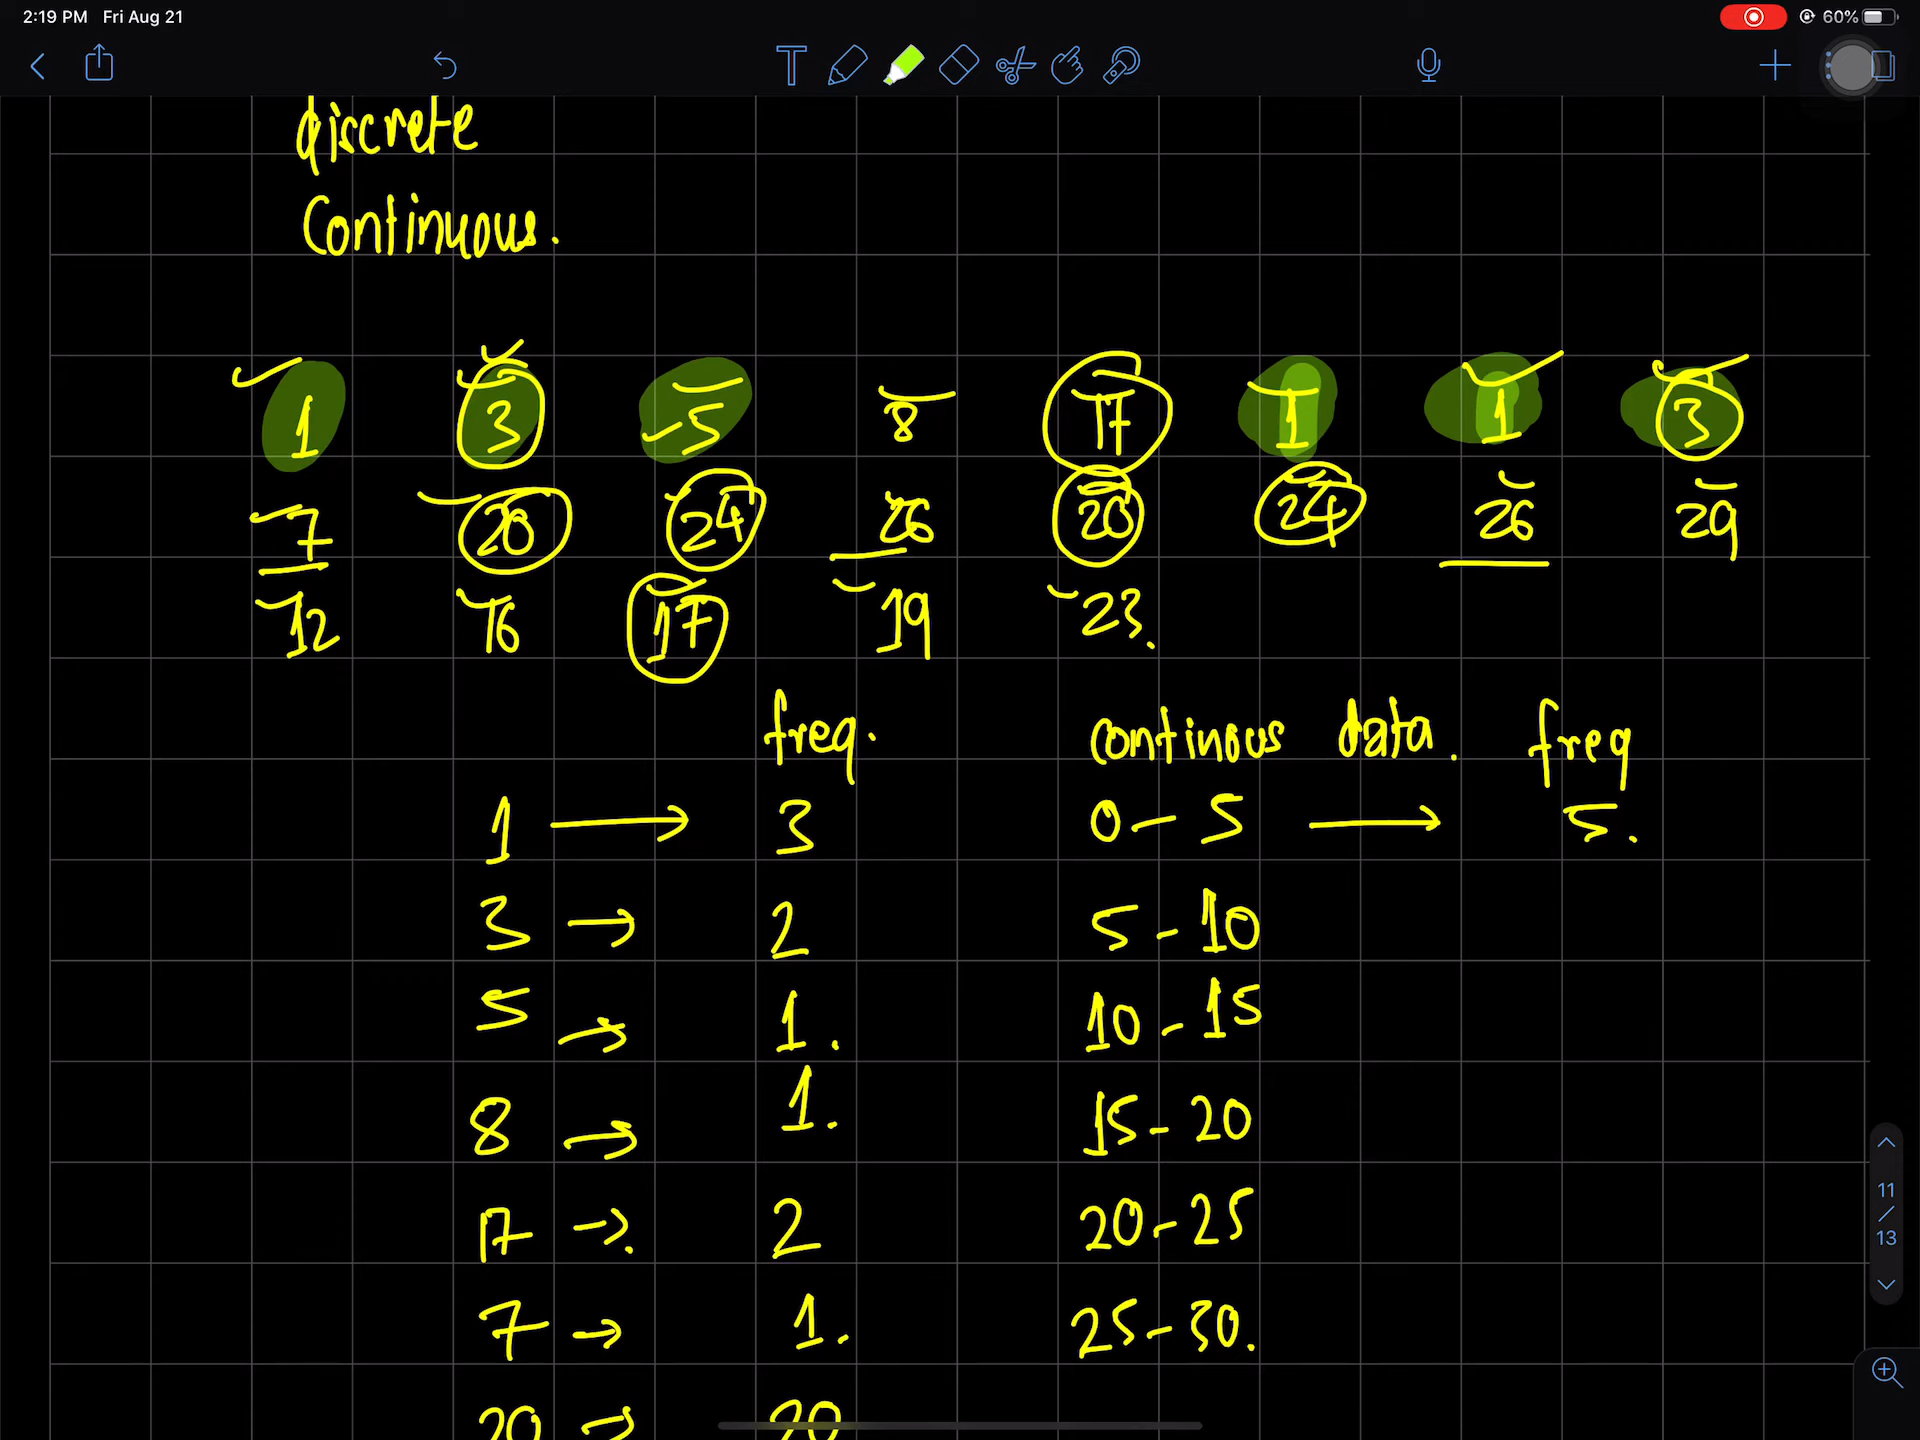 2:19 PM Fri Aug 21 60%
discrete
Continuous.
1 3 5 8 17 1 1 3
7 20 24 26 20 24 26 29
12 16 17 19 23.
freq. continous data. freq
1 → 3 0 - 5 → 5.
3 → 2 5 - 10
5 → 1. 10 - 15
8 → 1. 15 - 20
17 → 2 20 - 25
7 → 1. 25 - 30.
20 → 20
11
/
13